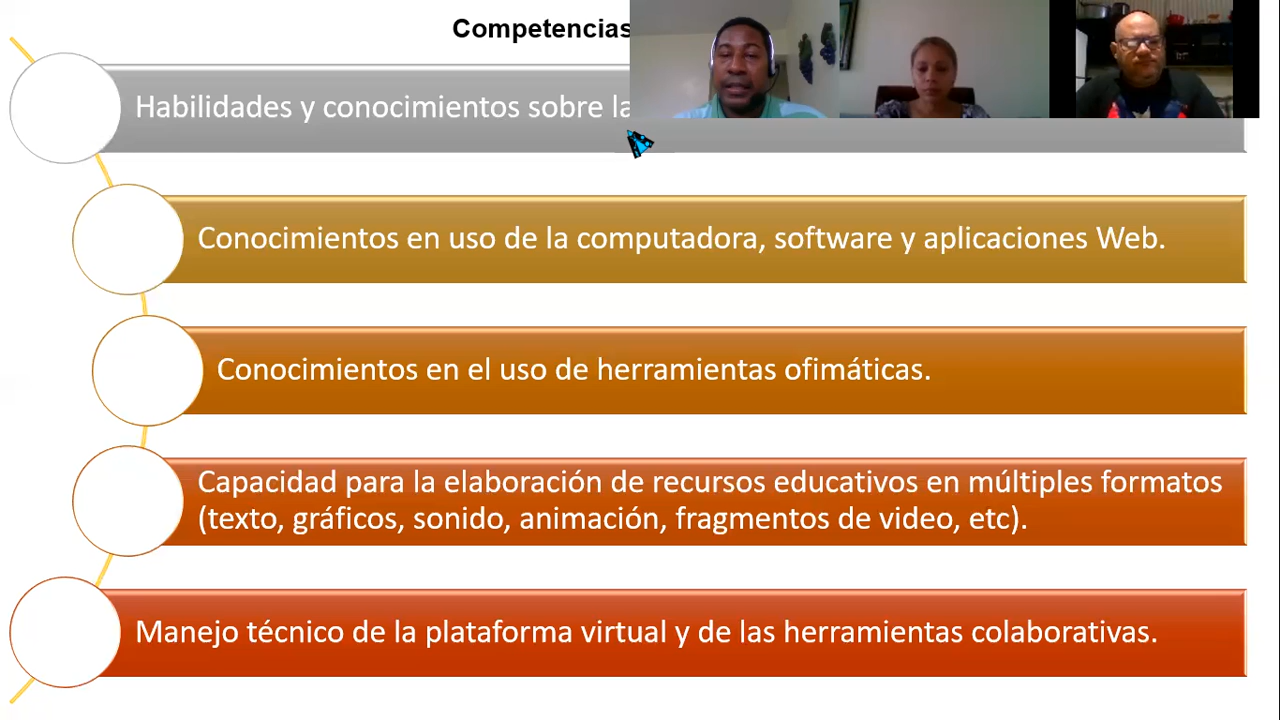 Competencias
Habilidades y conocimientos sobre la
Conocimientos en uso de la computadora, software y aplicaciones Web.
Conocimientos en el uso de herramientas ofimáticas.
Capacidad para la elaboración de recursos educativos en múltiples formatos
(texto, gráficos, sonido, animación, fragmentos de video, etc).
Manejo técnico de la plataforma virtual y de las herramientas colaborativas.